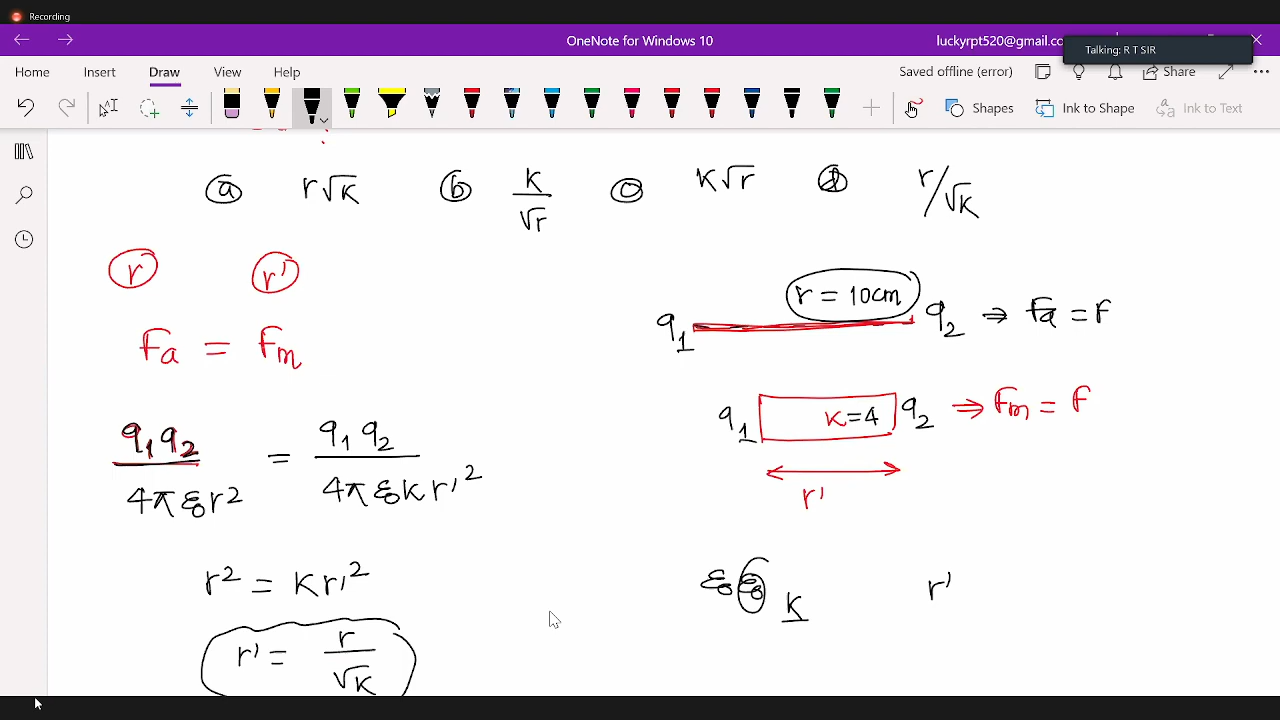 Recording
OneNote for Windows 10
luckyrpt520@gmail.co
Talking: R T SIR
Home Insert Draw View Help
Saved offline (error)
Share
Shapes
Ink to Shape
Ink to Text
ⓐ r√K ⓑ K/√r ⓒ K√r ⓓ r/√K
r r'
r = 10cm
q₁ q₂ ⇒ Fa = F
Fa = Fm
q₁ K=4 q₂ ⇒ Fm = F
r'
q₁q₂/4πε₀r² = q₁q₂/4πε₀Kr'²
r² = Kr'²
ε₀ K r'
r' = r/√K